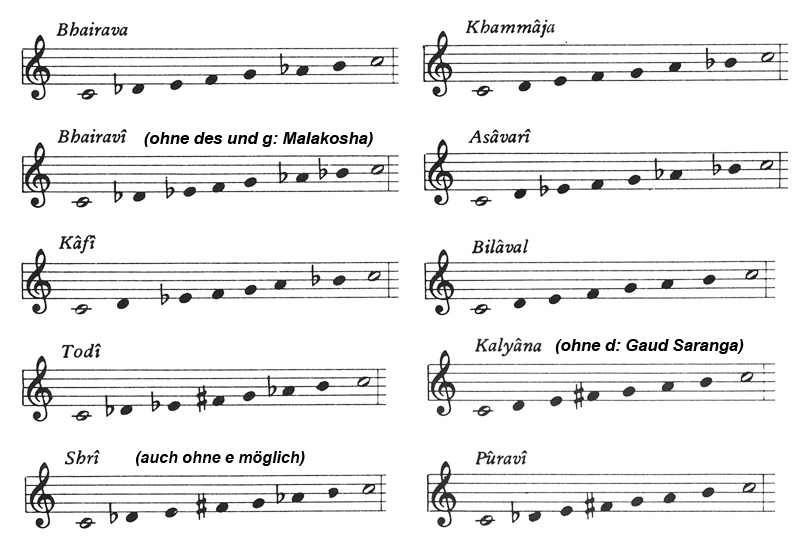 Bhairava
Khammâja
Bhairavî (ohne des und g: Malakosha)
Asâvarî
Kâfî
Bilâval
Todî
Kalyâna (ohne d: Gaud Saranga)
Shrî (auch ohne e möglich)
Pûravî